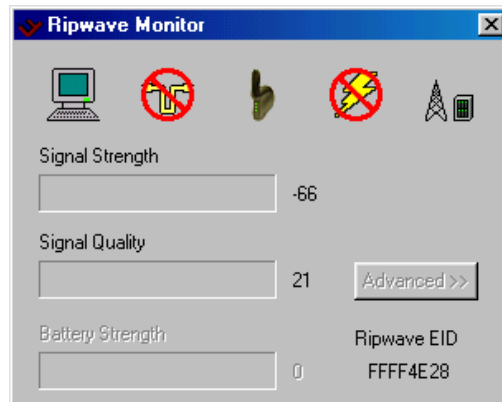 Ripwave Monitor
Signal Strength
-66
Signal Quality
21
Advanced >>
Battery Strength
0
Ripwave EID
FFFF4E28